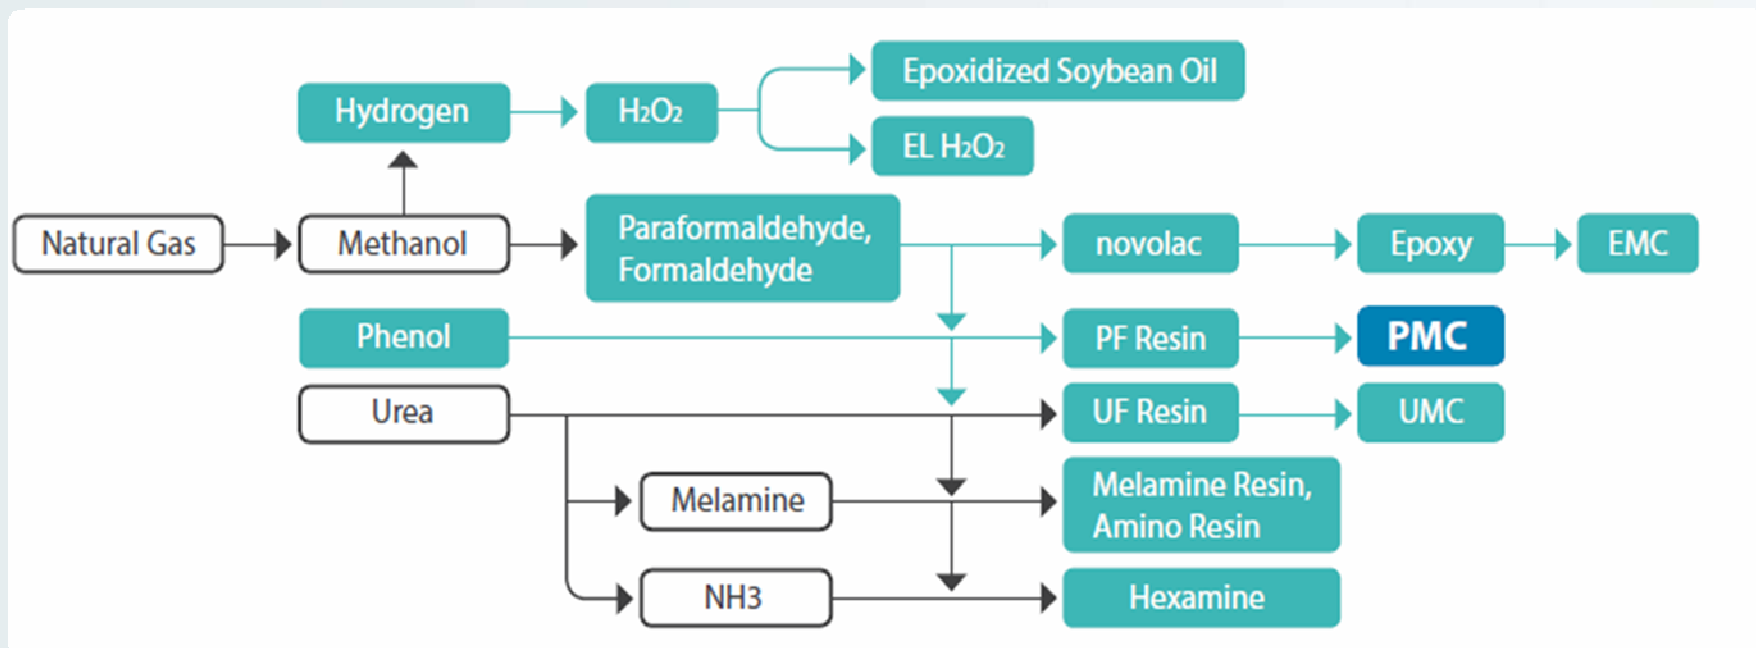 Epoxidized Soybean Oil
Hydrogen
H₂O₂
EL H₂O₂
Natural Gas
Methanol
Paraformaldehyde,
Formaldehyde
novolac
Epoxy
EMC
Phenol
PF Resin
PMC
Urea
UF Resin
UMC
Melamine
Melamine Resin,
Amino Resin
NH3
Hexamine